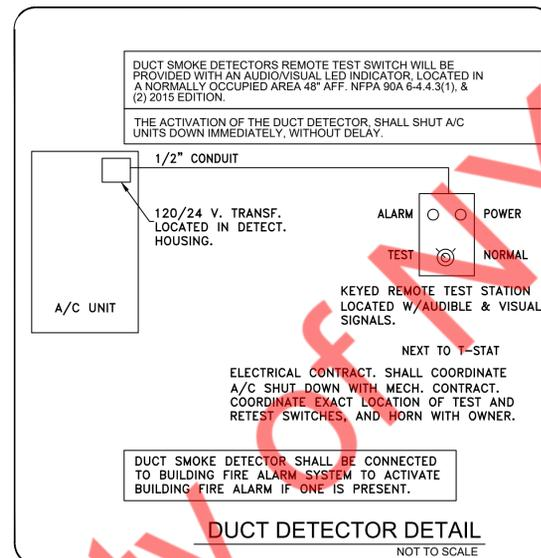 DUCT SMOKE DETECTORS REMOTE TEST SWITCH WILL BE
PROVIDED WITH AN AUDIO/VISUAL LED INDICATOR, LOCATED IN
A NORMALLY OCCUPIED AREA 48" AFF. NFPA 90A 6-4.4.3(1), &
(2) 2015 EDITION.
THE ACTIVATION OF THE DUCT DETECTOR, SHALL SHUT A/C
UNITS DOWN IMMEDIATELY, WITHOUT DELAY.
1/2" CONDUIT
120/24 V. TRANSF.
LOCATED IN DETECT.
HOUSING.
A/C UNIT
ALARM POWER
TEST NORMAL
KEYED REMOTE TEST STATION
LOCATED W/AUDIBLE & VISUAL
SIGNALS.
NEXT TO T-STAT
ELECTRICAL CONTRACT. SHALL COORDINATE
A/C SHUT DOWN WITH MECH. CONTRACT.
COORDINATE EXACT LOCATION OF TEST AND
RETEST SWITCHES, AND HORN WITH OWNER.
DUCT SMOKE DETECTOR SHALL BE CONNECTED
TO BUILDING FIRE ALARM SYSTEM TO ACTIVATE
BUILDING FIRE ALARM IF ONE IS PRESENT.
DUCT DETECTOR DETAIL
NOT TO SCALE